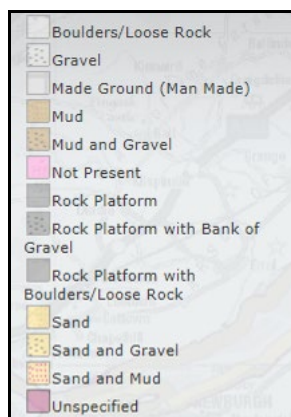 Boulders/Loose Rock
Gravel
Made Ground (Man Made)
Mud
Mud and Gravel
Not Present
Rock Platform
Rock Platform with Bank of
Gravel
Rock Platform with
Boulders/Loose Rock
Sand
Sand and Gravel
Sand and Mud
Unspecified